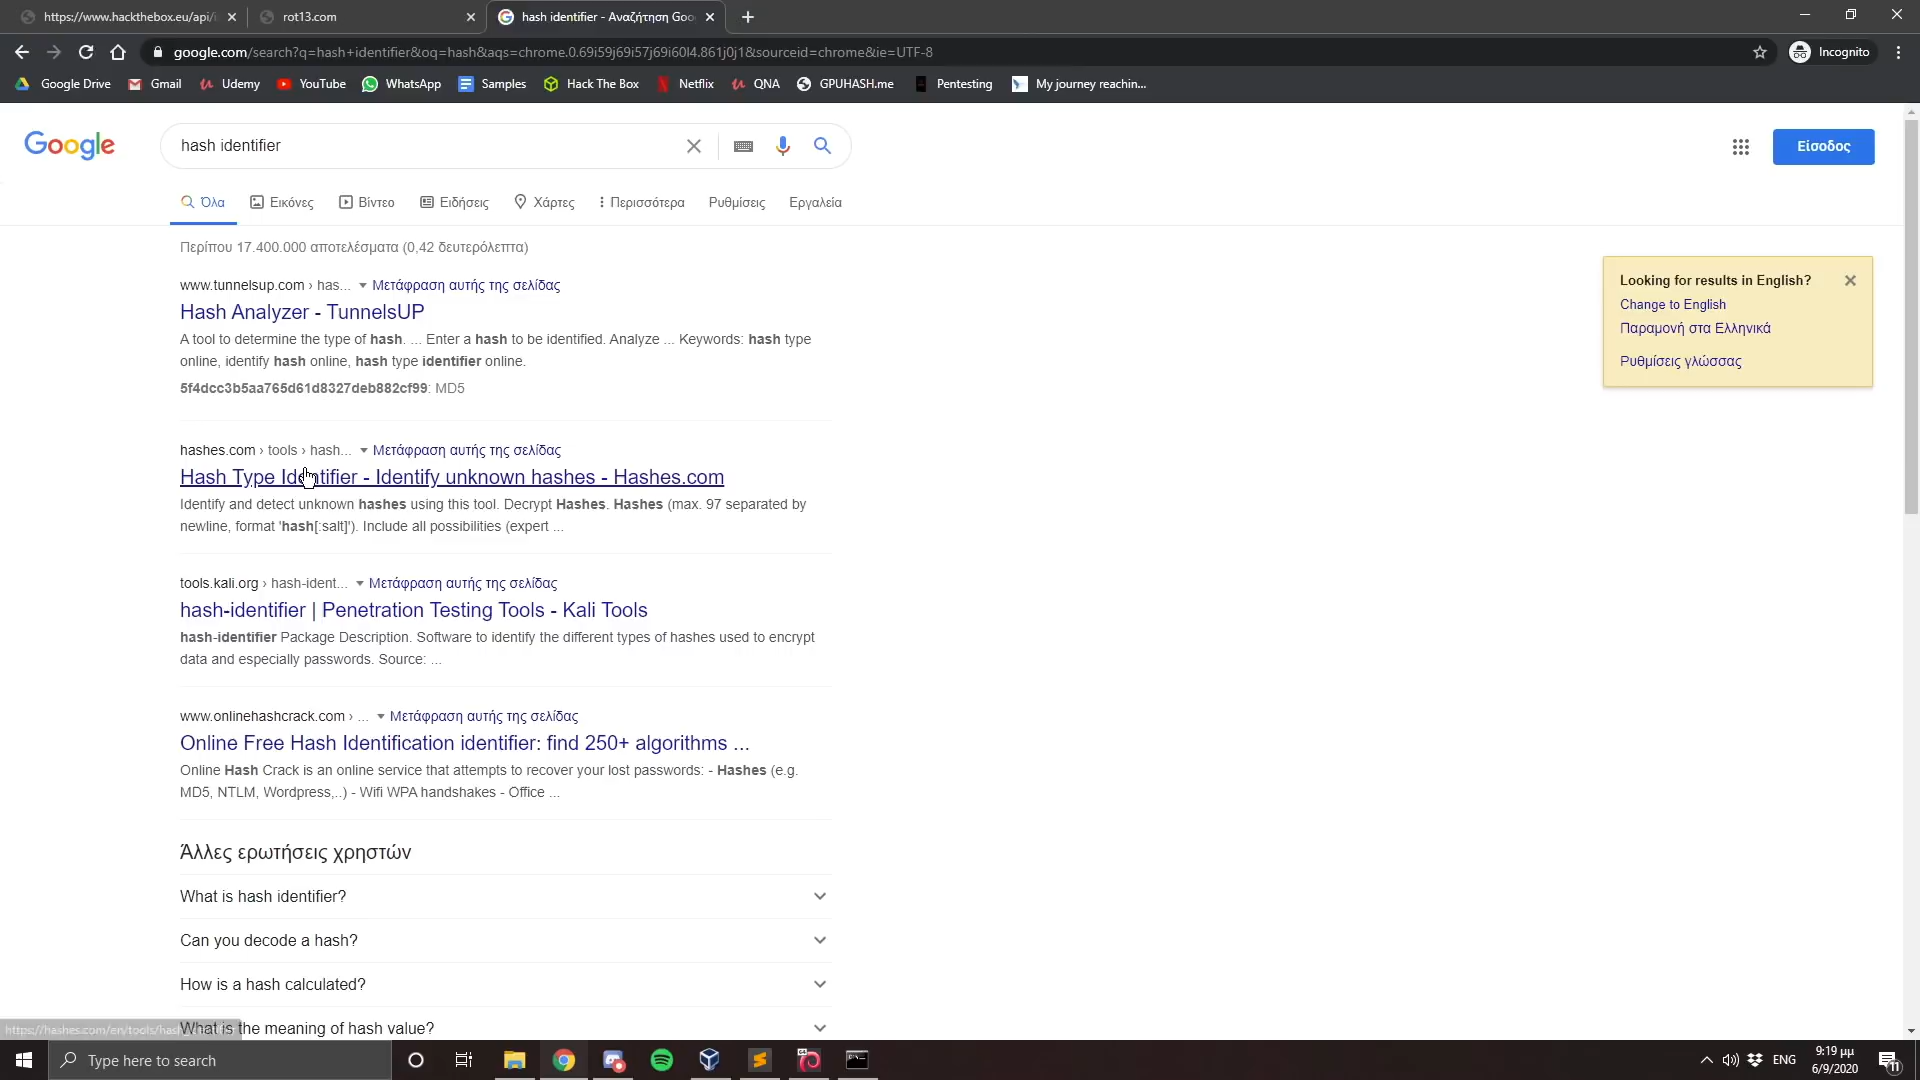 https://www.hackthebox.eu/api/i
rot13.com
hash identifier - Αναζήτηση Goo
google.com/search?q=hash+identifier&oq=hash&aqs=chrome.0.69i59j69i57j69i60l4.861j0j1&sourceid=chrome&ie=UTF-8
Incognito
Google Drive
Gmail
Udemy
YouTube
WhatsApp
Samples
Hack The Box
Netflix
QNA
GPUHASH.me
Pentesting
My journey reachin...
Google
hash identifier
Είσοδος
Όλα
Εικόνες
Βίντεο
Ειδήσεις
Χάρτες
Περισσότερα
Ρυθμίσεις
Εργαλεία
Περίπου 17.400.000 αποτελέσματα (0,42 δευτερόλεπτα)
Looking for results in English?
Change to English
Παραμονή στα Ελληνικά
Ρυθμίσεις γλώσσας
www.tunnelsup.com › has... Μετάφραση αυτής της σελίδας
Hash Analyzer - TunnelsUP
A tool to determine the type of hash. ... Enter a hash to be identified. Analyze ... Keywords: hash type
online, identify hash online, hash type identifier online.
5f4dcc3b5aa765d61d8327deb882cf99: MD5
hashes.com › tools › hash... Μετάφραση αυτής της σελίδας
Hash Type Identifier - Identify unknown hashes - Hashes.com
Identify and detect unknown hashes using this tool. Decrypt Hashes. Hashes (max. 97 separated by
newline, format 'hash[:salt]'). Include all possibilities (expert ...
tools.kali.org › hash-ident... Μετάφραση αυτής της σελίδας
hash-identifier | Penetration Testing Tools - Kali Tools
hash-identifier Package Description. Software to identify the different types of hashes used to encrypt
data and especially passwords. Source: ...
www.onlinehashcrack.com › ... Μετάφραση αυτής της σελίδας
Online Free Hash Identification identifier: find 250+ algorithms ...
Online Hash Crack is an online service that attempts to recover your lost passwords: - Hashes (e.g.
MD5, NTLM, Wordpress,..) - Wifi WPA handshakes - Office ...
Άλλες ερωτήσεις χρηστών
What is hash identifier?
Can you decode a hash?
How is a hash calculated?
What is the meaning of hash value?
https://hashes.com/en/tools/hash
Type here to search
ENG
9:19 μμ
6/9/2020
11